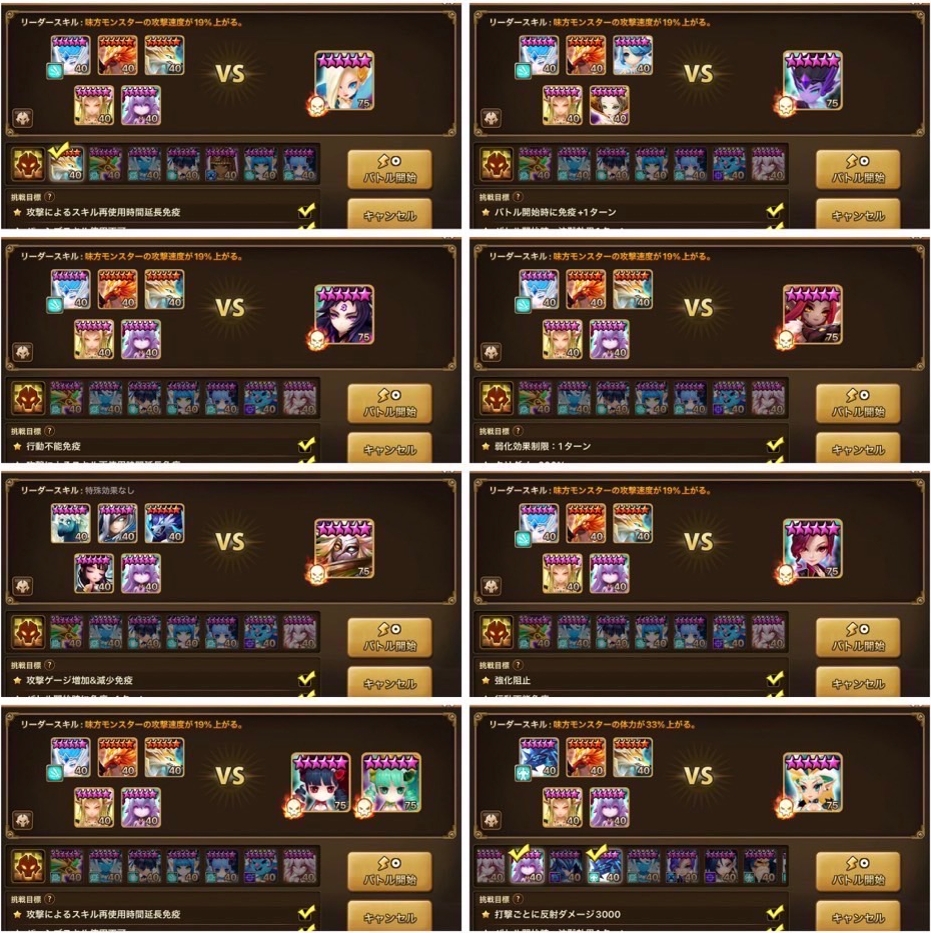 リーダースキル : 味方モンスターの攻撃速度が19%上がる。
40 40 40
VS
40 40
75
40 40 40 40 40 40 40
0
バトル開始
挑戦目標 ?
攻撃によるスキル再使用時間延長免疫
キャンセル
リーダースキル : 味方モンスターの攻撃速度が19%上がる。
40 40 40
VS
40 40
75
40 40 40 40 40 40 40
0
バトル開始
挑戦目標 ?
バトル開始時に免疫+1ターン
キャンセル
リーダースキル : 味方モンスターの攻撃速度が19%上がる。
40 40 40
VS
40 40
75
40 40 40 40 40 40 40
0
バトル開始
挑戦目標 ?
行動不能免疫
キャンセル
リーダースキル : 味方モンスターの攻撃速度が19%上がる。
40 40 40
VS
40 40
75
40 40 40 40 40 40 40
0
バトル開始
挑戦目標 ?
弱化効果制限 : 1ターン
キャンセル
リーダースキル : 特殊効果なし
40 40 40
VS
40 40
75
40 40 40 40 40 40 40
0
バトル開始
挑戦目標 ?
攻撃ゲージ増加&減少免疫
キャンセル
リーダースキル : 味方モンスターの攻撃速度が19%上がる。
40 40 40
VS
40 40
75
40 40 40 40 40 40 40
0
バトル開始
挑戦目標 ?
強化阻止
キャンセル
リーダースキル : 味方モンスターの攻撃速度が19%上がる。
40 40 40
VS
40 40
75 75
40 40 40 40 40 40 40
0
バトル開始
挑戦目標 ?
攻撃によるスキル再使用時間延長免疫
キャンセル
リーダースキル : 味方モンスターの体力が33%上がる。
40 40 40
VS
40 40
75
40 40 40 40 40 40 40
0
バトル開始
挑戦目標 ?
打撃ごとに反射ダメージ3000
キャンセル